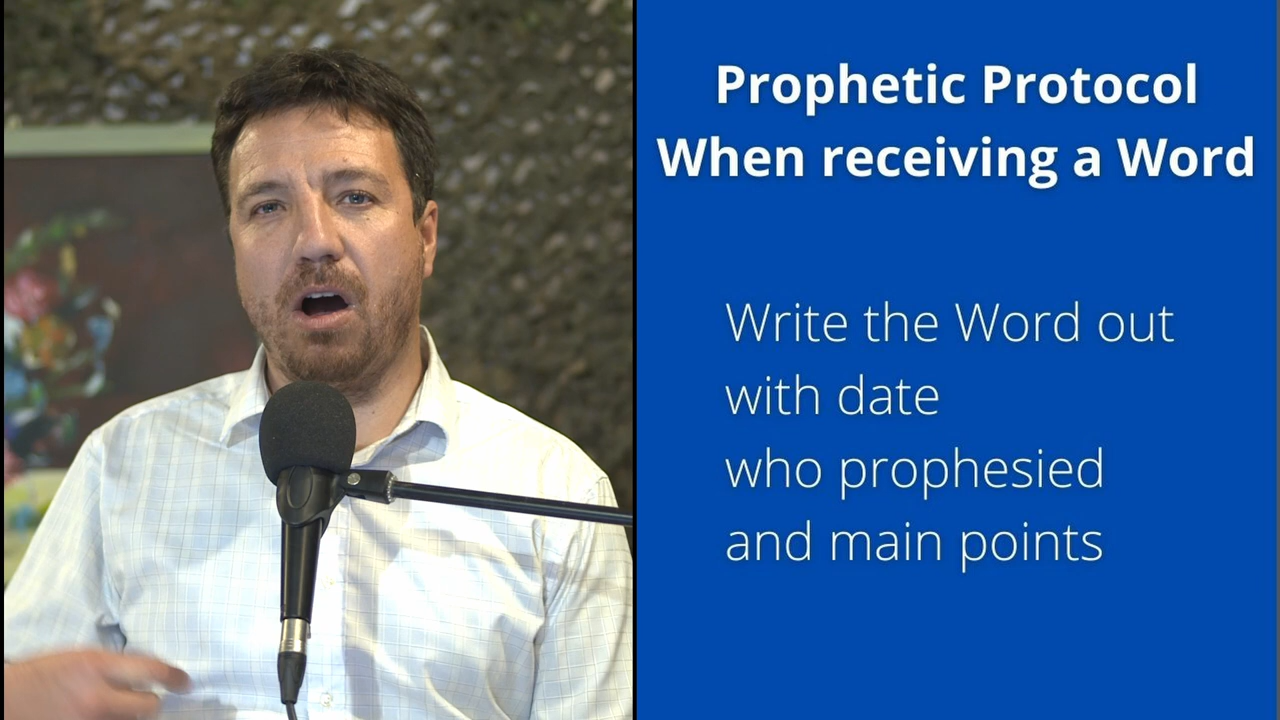 Prophetic Protocol
When receiving a Word
Write the Word out
with date
who prophesied
and main points